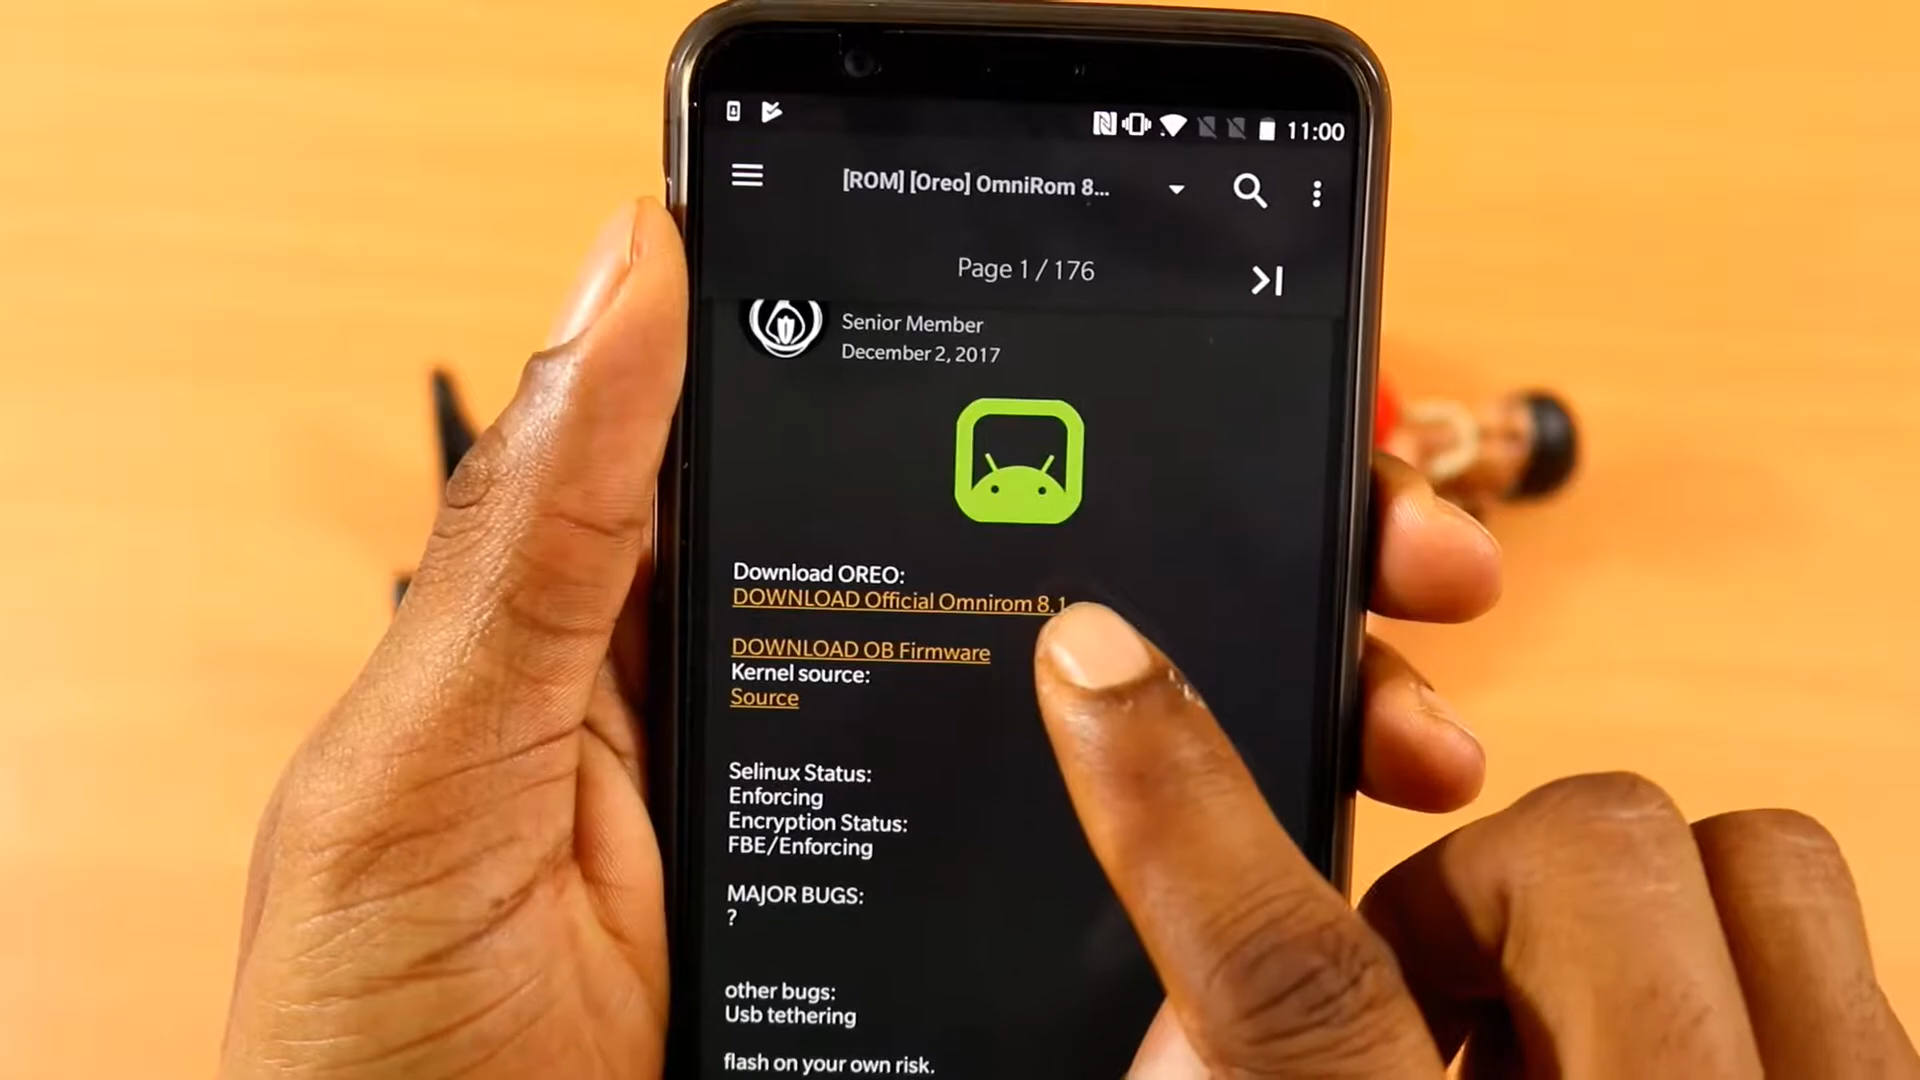 11:00
[ROM] [Oreo] OmniRom 8...
Page 1 / 176
Senior Member
December 2, 2017
Download OREO:
DOWNLOAD Official Omnirom 8.1
DOWNLOAD OB Firmware
Kernel source:
Source
Selinux Status:
Enforcing
Encryption Status:
FBE/Enforcing
MAJOR BUGS:
?
other bugs:
Usb tethering
flash on your own risk.